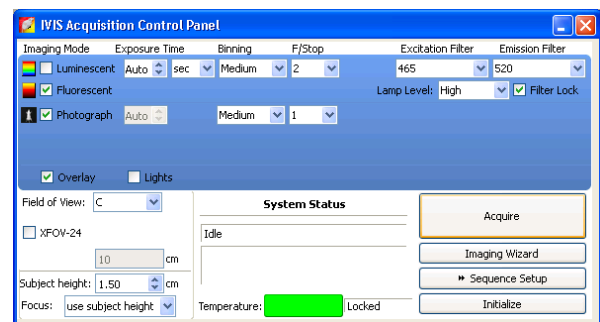 IVIS Acquisition Control Panel
Imaging Mode Exposure Time Binning F/Stop Excitation Filter Emission Filter
Luminescent Auto sec Medium 2 465 520
Fluorescent Lamp Level: High Filter Lock
Photograph Auto Medium 1
Overlay Lights
Field of View: C System Status Acquire
XFOV-24 Idle
10 cm Imaging Wizard
Subject height: 1.50 cm Sequence Setup
Focus: use subject height Temperature: Locked Initialize